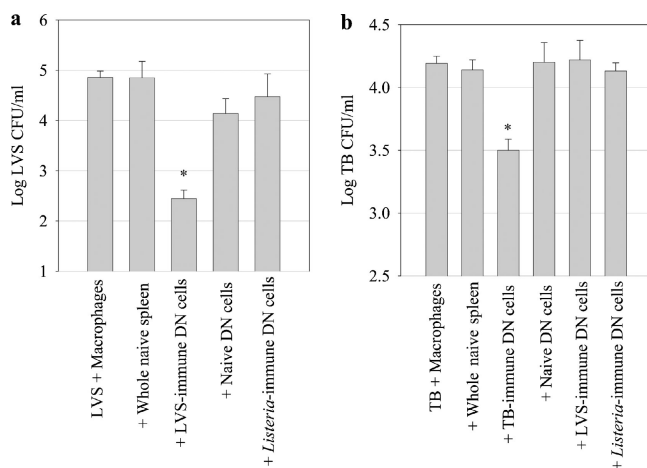 a
Log LVS CFU/ml
6
5
4
3
2
1
*
LVS + Macrophages
+ Whole naive spleen
+ LVS-immune DN cells
+ Naive DN cells
+ Listeria-immune DN cells
b
Log TB CFU/ml
4.5
4.0
3.5
3.0
2.5
*
TB + Macrophages
+ Whole naive spleen
+ TB-immune DN cells
+ Naive DN cells
+ LVS-immune DN cells
+ Listeria-immune DN cells